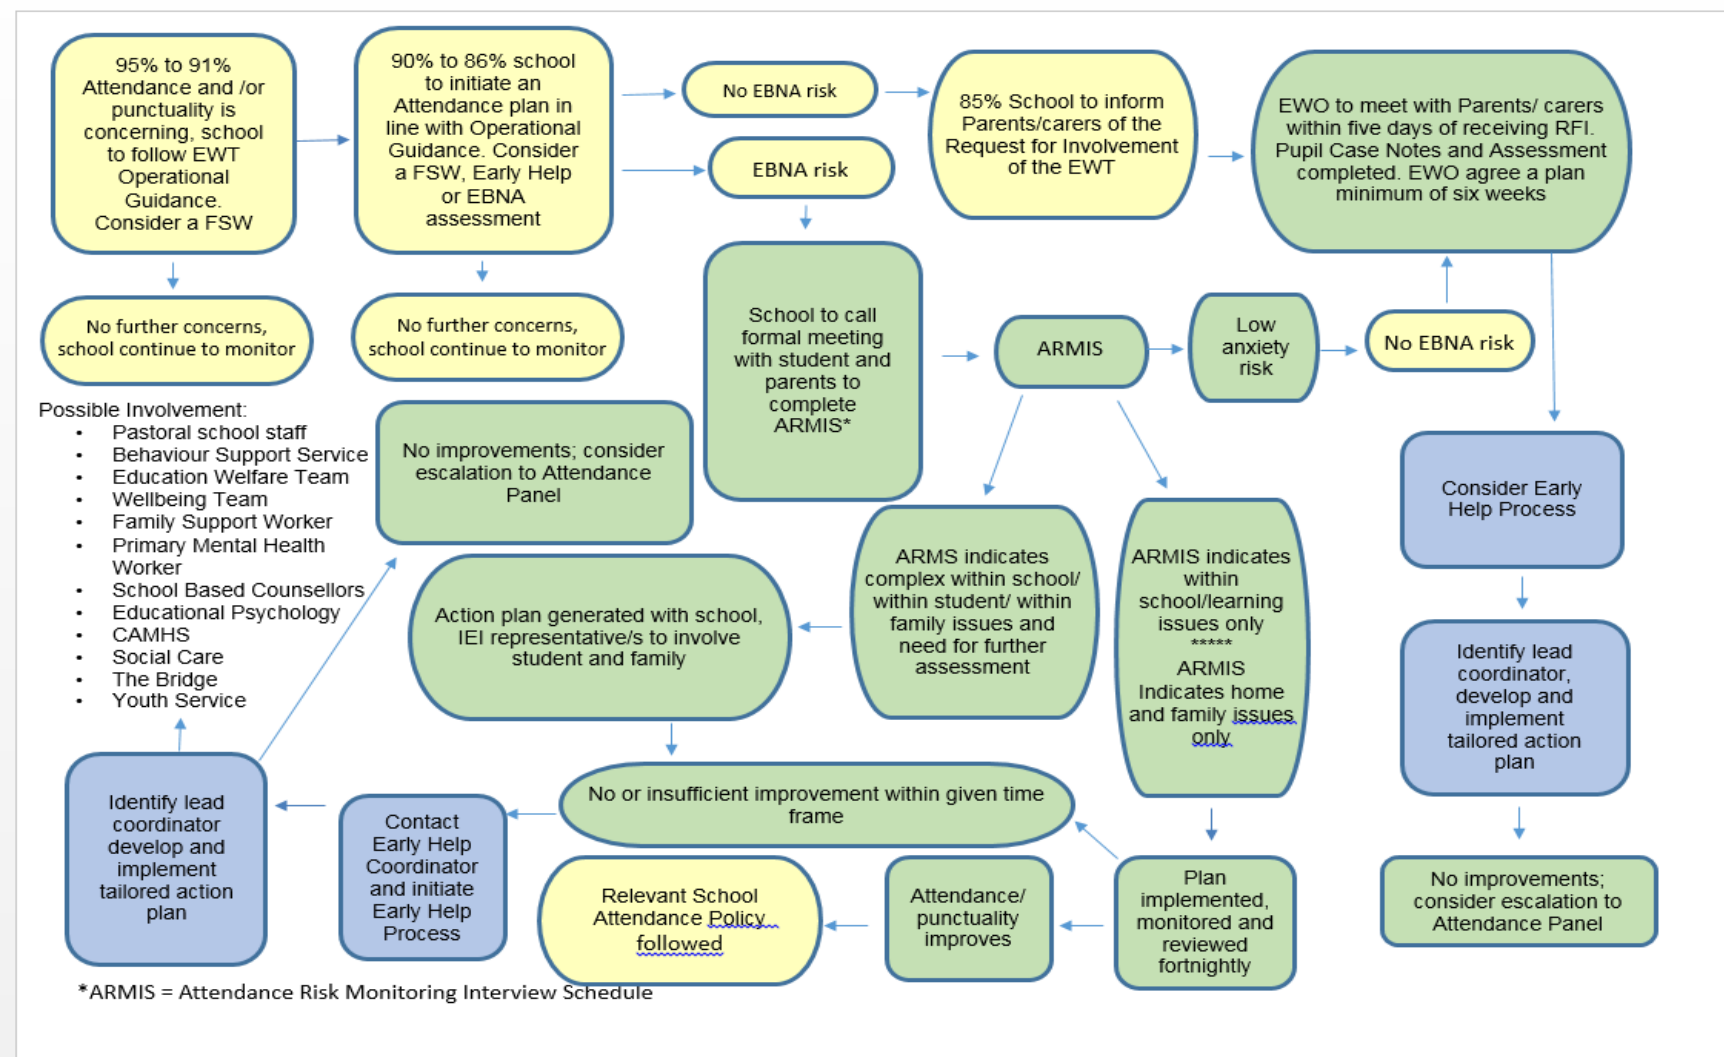 95% to 91%
Attendance and /or
punctuality is
concerning, school
to follow EWT
Operational
Guidance.
Consider a FSW
90% to 86% school
to initiate an
Attendance plan in
line with Operational
Guidance. Consider
a FSW, Early Help
or EBNA
assessment
No EBNA risk
EBNA risk
85% School to inform
Parents/carers of the
Request for Involvement
of the EWT
EWO to meet with Parents/ carers
within five days of receiving RFI.
Pupil Case Notes and Assessment
completed. EWO agree a plan
minimum of six weeks
No further concerns,
school continue to monitor
No further concerns,
school continue to monitor
School to call
formal meeting
with student and
parents to
complete
ARMIS*
ARMIS
Low
anxiety
risk
No EBNA risk
Possible Involvement:
• Pastoral school staff
• Behaviour Support Service
• Education Welfare Team
• Wellbeing Team
• Family Support Worker
• Primary Mental Health
Worker
• School Based Counsellors
• Educational Psychology
• CAMHS
• Social Care
• The Bridge
• Youth Service
No improvements; consider
escalation to Attendance
Panel
Consider Early
Help Process
ARMS indicates
complex within school/
within student/ within
family issues and
need for further
assessment
ARMIS indicates
within
school/learning
issues only
*****
ARMIS
Indicates home
and family issues
only
Action plan generated with school,
IEI representative/s to involve
student and family
Identify lead
coordinator,
develop and
implement
tailored action
plan
Identify lead
coordinator
develop and
implement
tailored action
plan
Contact
Early Help
Coordinator
and initiate
Early Help
Process
No or insufficient improvement within given time
frame
Relevant School
Attendance Policy
followed
Attendance/
punctuality
improves
Plan
implemented,
monitored and
reviewed
fortnightly
No improvements;
consider escalation to
Attendance Panel
*ARMIS = Attendance Risk Monitoring Interview Schedule